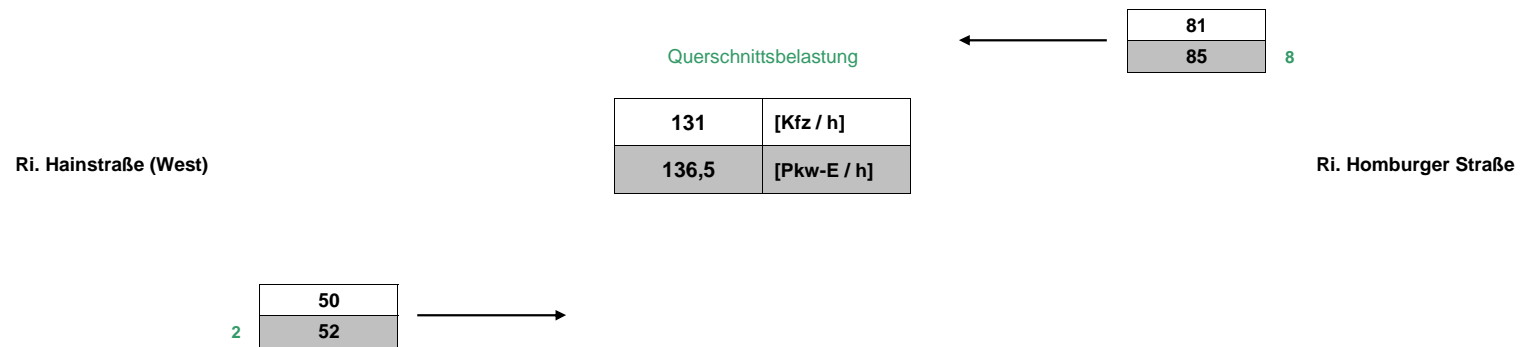 81
Querschnittsbelastung
85 8
131 [Kfz / h]
Ri. Hainstraße (West)
136,5 [Pkw-E / h]
Ri. Homburger Straße
50
2 52